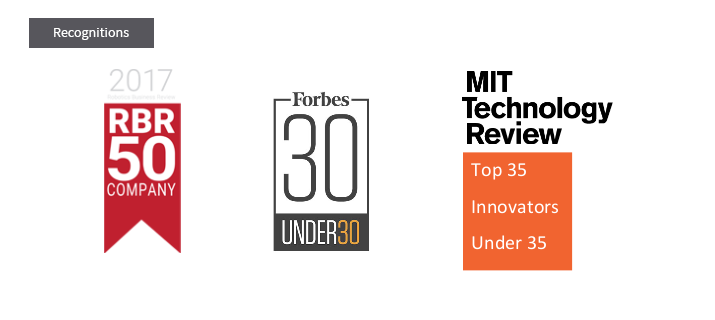 Recognitions
2017
RBR
50
COMPANY
Forbes
30
UNDER30
MIT
Technology
Review
Top 35
Innovators
Under 35